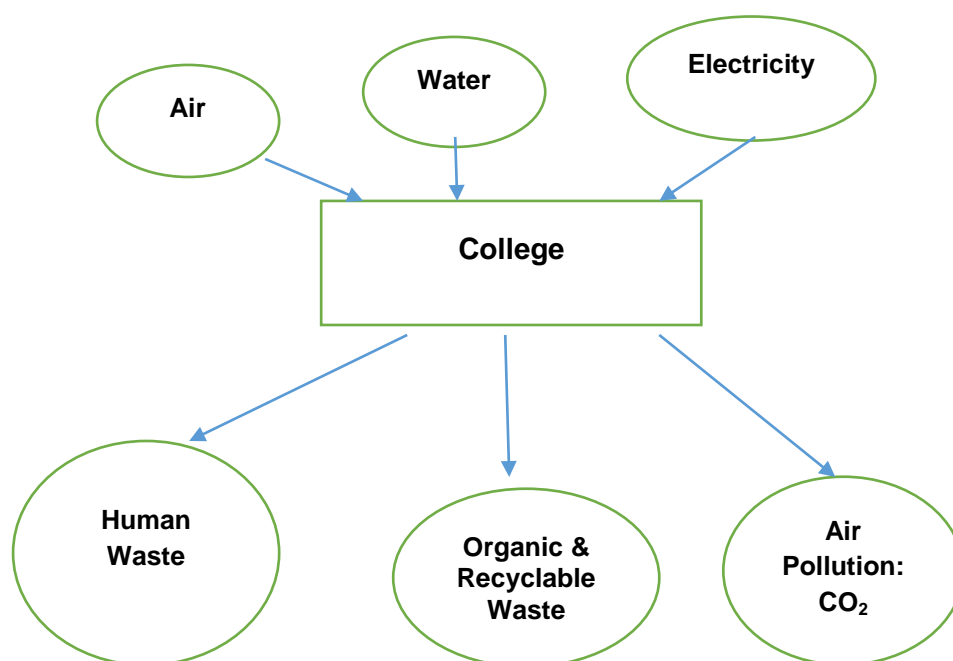 Air
Water
Electricity
College
Human
Waste
Organic &
Recyclable
Waste
Air
Pollution:
CO₂